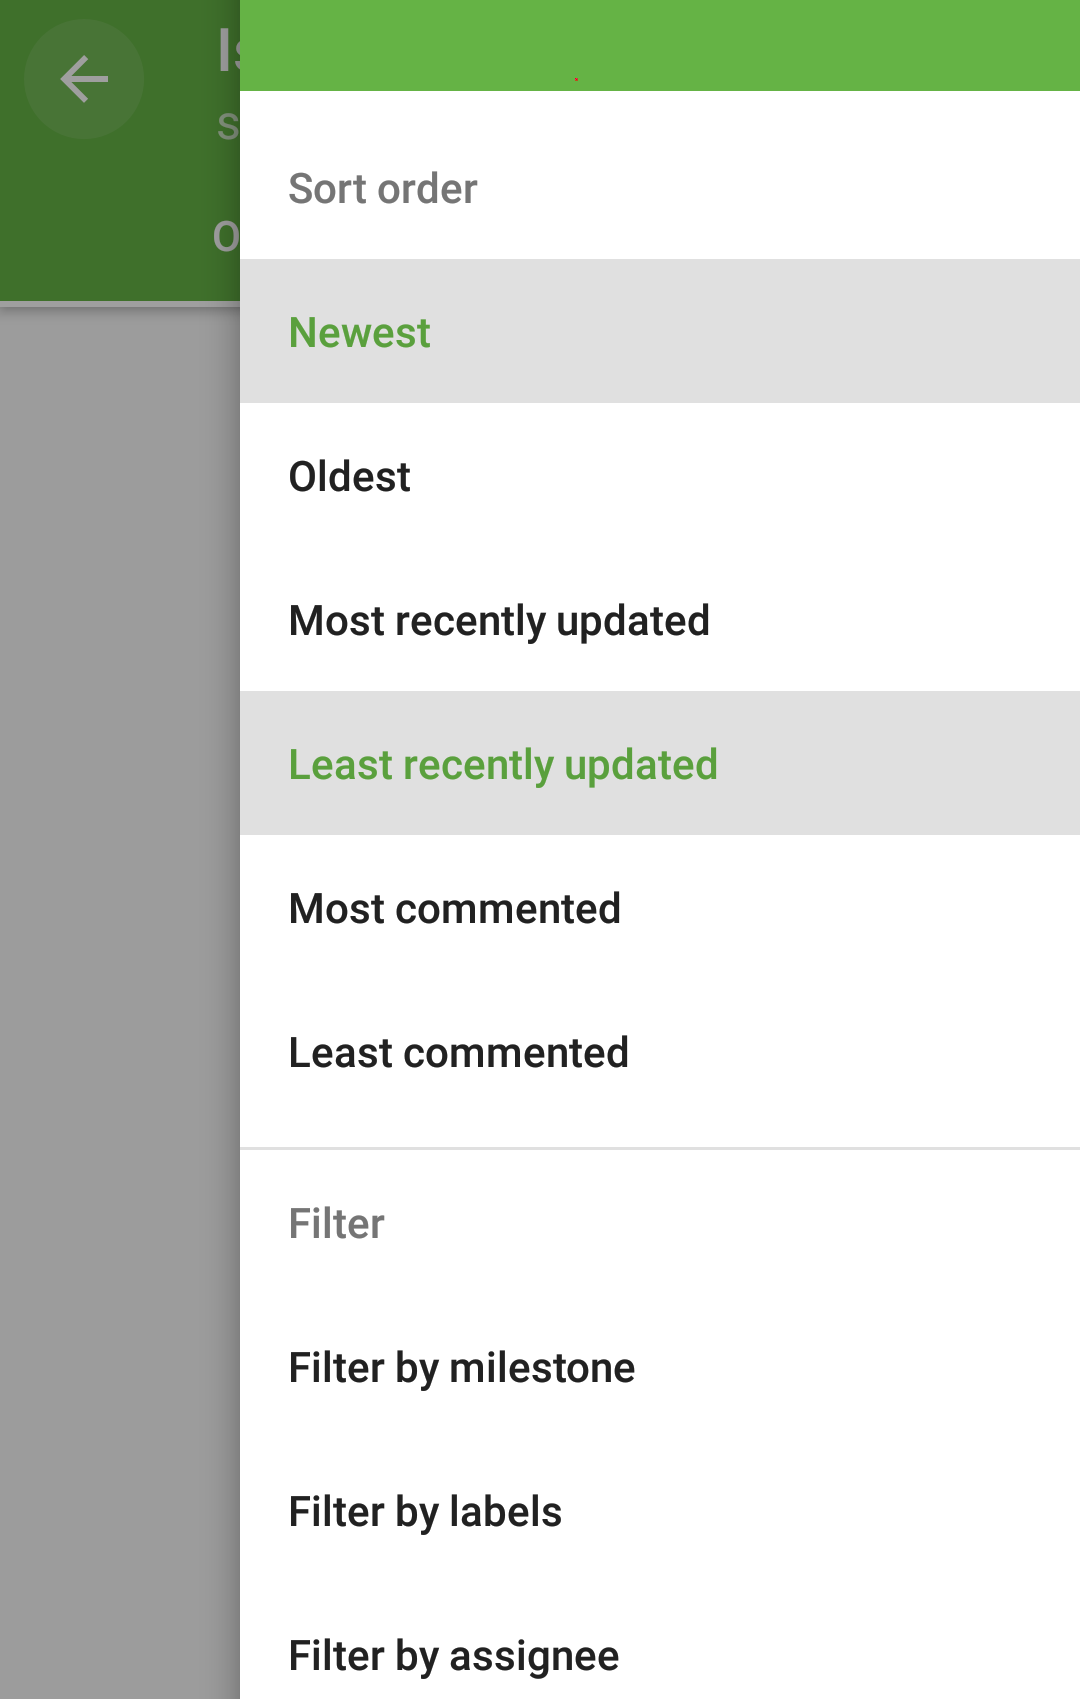 Sort order
Newest
Oldest
Most recently updated
Least recently updated
Most commented
Least commented
Filter
Filter by milestone
Filter by labels
Filter by assignee